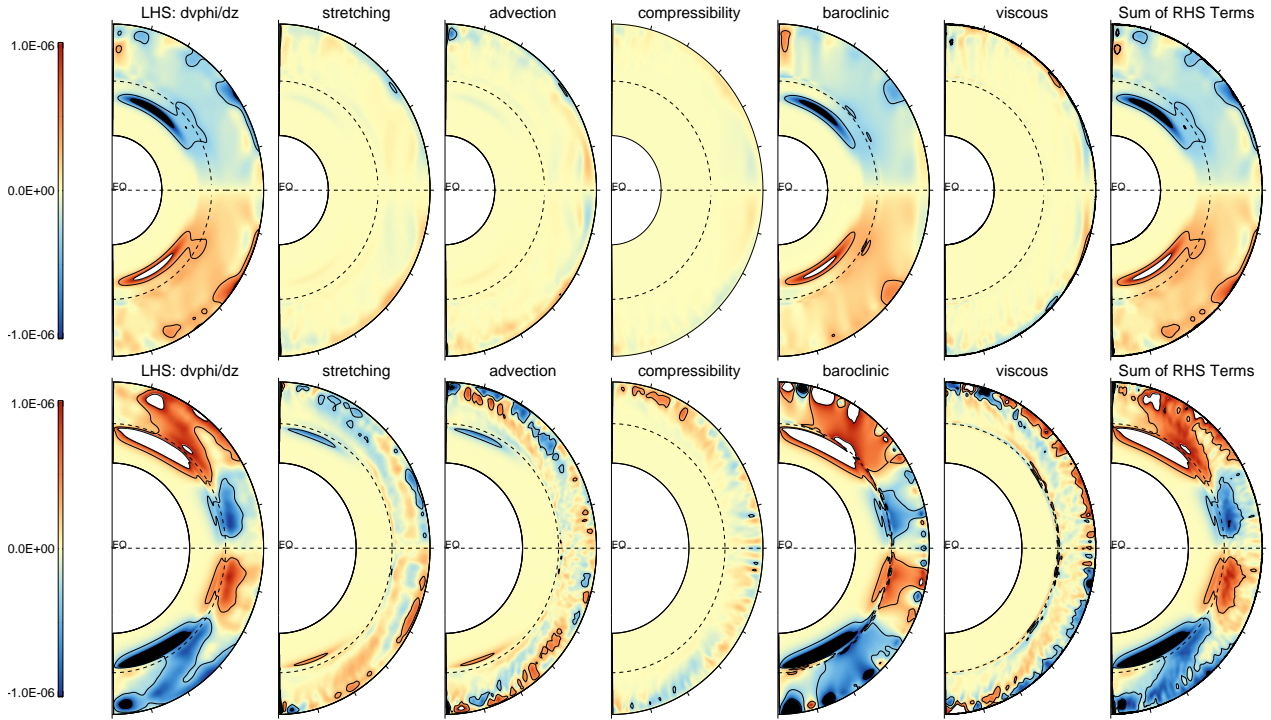 LHS: dvphi/dz stretching advection compressibility baroclinic viscous Sum of RHS Terms
1.0E-06
0.0E+00
-1.0E-06
EQ EQ EQ EQ EQ EQ EQ
LHS: dvphi/dz stretching advection compressibility baroclinic viscous Sum of RHS Terms
1.0E-06
0.0E+00
-1.0E-06
EQ EQ EQ EQ EQ EQ EQ